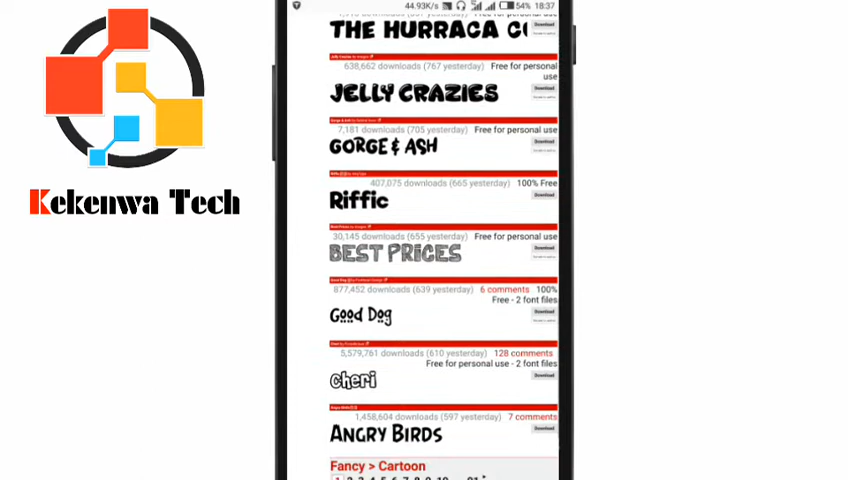 44.93K/s 54% 18:37
THE HURRACA
638,662 downloads (767 yesterday) Free for personal
use
Download
JELLY CRAZIES
7,181 downloads (705 yesterday) Free for personal use
Download
GORGE & ASH
407,075 downloads (665 yesterday) 100% Free
Download
Riffic
30,145 downloads (655 yesterday) Free for personal use
Download
BEST PRICES
877,452 downloads (639 yesterday) 6 comments 100%
Free - 2 font files
Download
Good Dog
5,579,761 downloads (610 yesterday) 128 comments
Free for personal use - 2 font files
Download
cheri
1,458,604 downloads (597 yesterday) 7 comments
Download
ANGRY BIRDS
Fancy > Cartoon
Kekenwa Tech